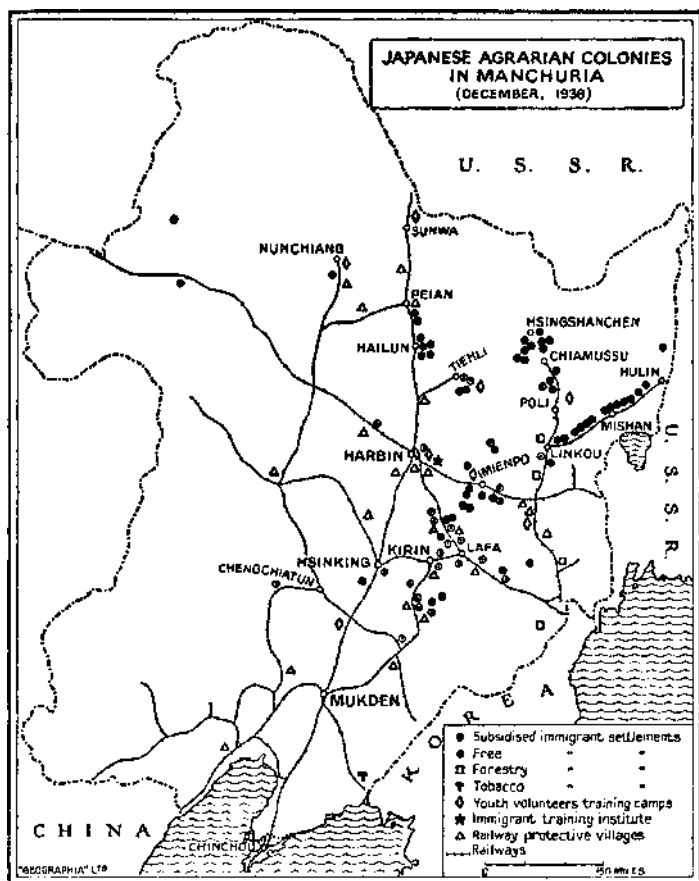 JAPANESE AGRARIAN COLONIES
IN MANCHURIA
(DECEMBER, 1938)
U. S. S. R.
SUNWA
NUNCHIANG
PEIAN
HSINGSHANCHEN
HAILUN
TIEHLI
CHIAMUSSU
HULIN
POLI
MISHAN
HARBIN
IMIENPO
LINKOU
U. S. S. R.
HSINKING
KIRIN
LAFA
CHENGCHIATUN
MUKDEN
KOREA
CHINA
CHINCHOU
Subsidised immigrant settlements
Free " "
Forestry " "
Tobacco " "
Youth volunteers training camps
Immigrant training institute
Railway protective villages
Railways
"GEOGRAPHIA" LTD
150 MILES